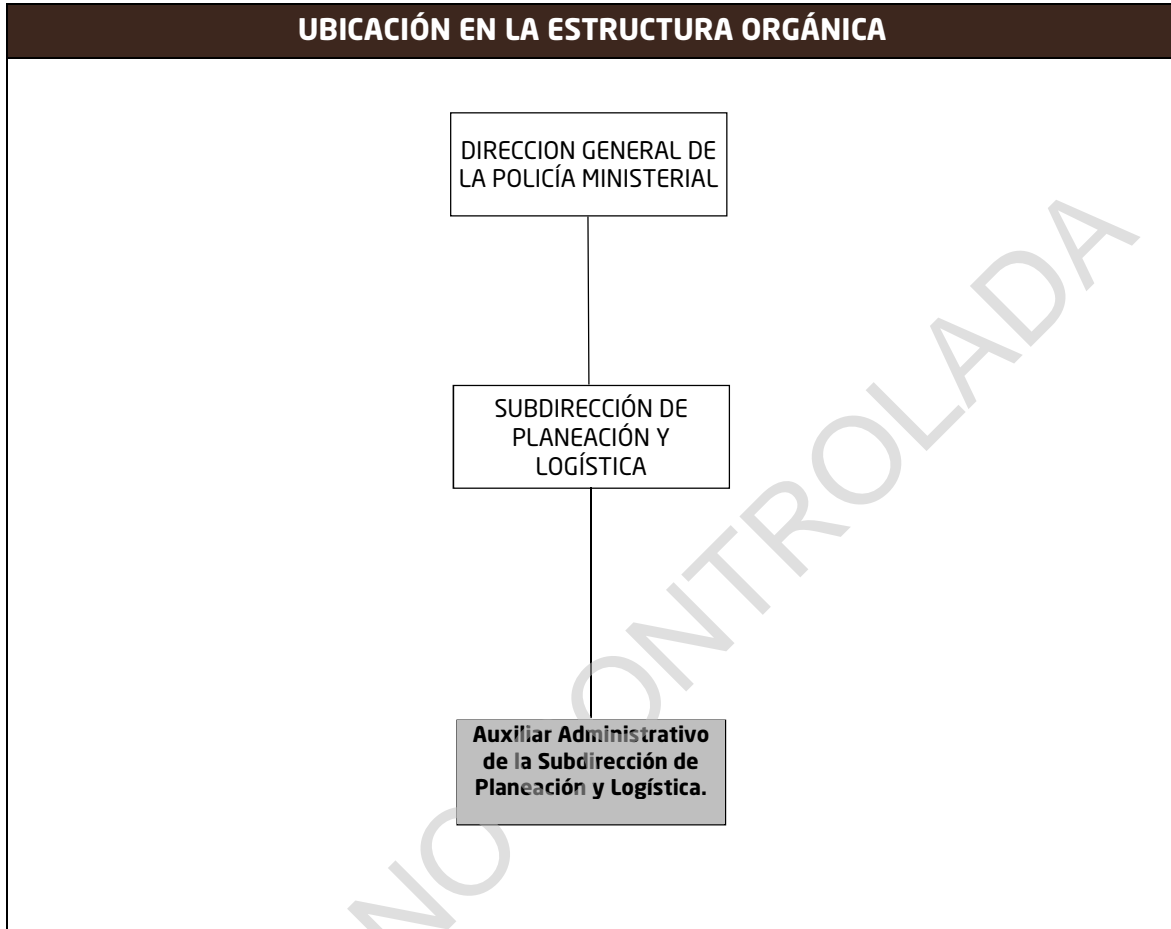 UBICACIÓN EN LA ESTRUCTURA ORGÁNICA
DIRECCION GENERAL DE
LA POLICÍA MINISTERIAL
SUBDIRECCIÓN DE
PLANEACIÓN Y
LOGÍSTICA
Auxiliar Administrativo
de la Subdirección de
Planeación y Logística.
NO CONTROLADA